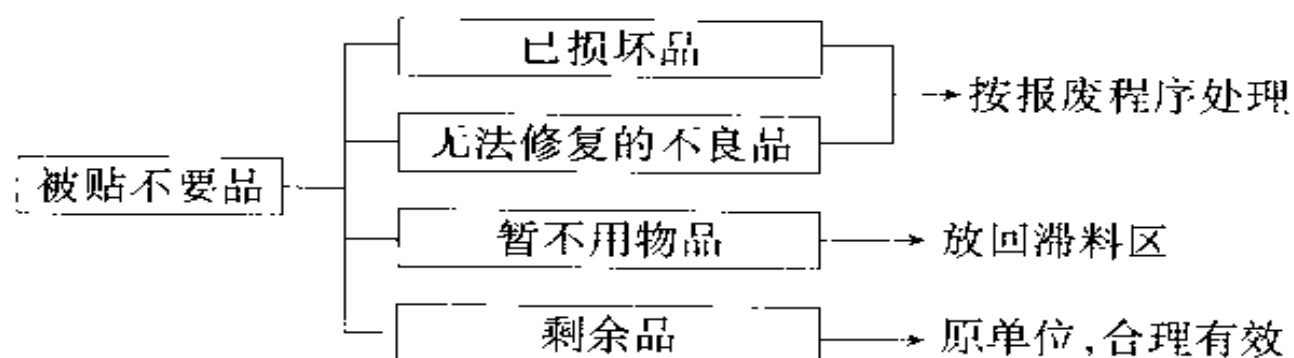 已损坏品
按报废程序处理
无法修复的不良品
被贴不要品
暂不用物品
放回滞料区
剩余品
原单位,合理有效